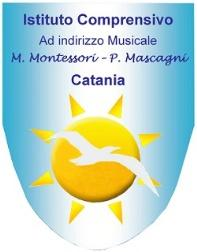 Istituto Comprensivo
Ad indirizzo Musicale
M. Montessori - P. Mascagni
Catania